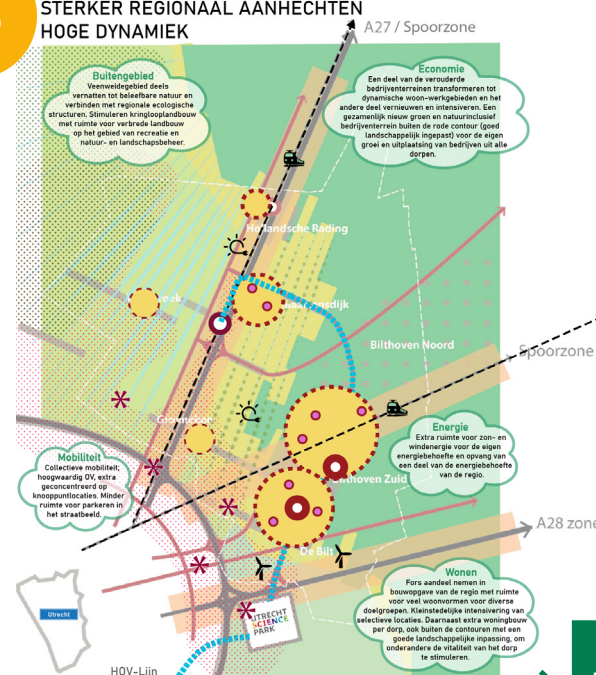 STERKER REGIONAAL AANHECHTEN
HOGE DYNAMIEK
A27 / Spoorzone
Buitengebied
Veenweidegebied deels
vernatten tot beleefbare natuur en
verbinden met regionale ecologische
structuren. Stimuleren kringlooplandbouw
met ruimte voor verbrede landbouw
op het gebied van recreatie en
natuur- en landschapsbeheer.
Economie
Een deel van de verouderde
bedrijventerreinen transformeren tot
dynamische woon-werkgebieden en het
andere deel vernieuwen en intensiveren. Een
gezamenlijk nieuw groen en natuurinclusief
bedrijventerrein buiten de rode contour (goed
landschappelijk ingepast) voor de eigen
groei en uitplaatsing van bedrijven uit alle
dorpen.
Hollandsche Rading
Bilthoven Noord
Spoorzone
Mobiliteit
Collectieve mobiliteit;
hoogwaardig OV, extra
geconcentreerd op
knooppuntlocaties. Minder
ruimte voor parkeren in
het straatbeeld.
Energie
Extra ruimte voor zon- en
windenergie voor de eigen
energiebehoefte en opvang van
een deel van de energiebehoefte
van de regio.
Bilthoven Zuid
A28 zone
De Bilt
Wonen
Fors aandeel nemen in
bouwopgave van de regio met ruimte
voor veel woonvormen voor diverse
doelgroepen. Kleinstedelijke intensivering van
selectieve locaties. Daarnaast extra woningbouw
per dorp, ook buiten de contouren met een
goede landschappelijke inpassing, om
onderandere de vitaliteit van het dorp
te stimuleren.
Utrecht
UTRECHT
SCIENCE
PARK
HOV-Lijn